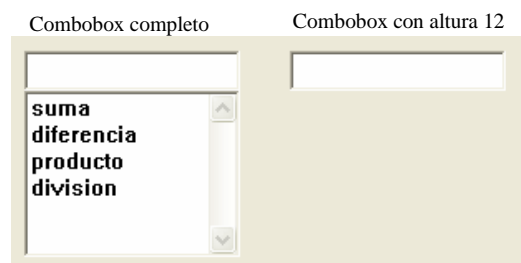 Combobox completo
Combobox con altura 12
suma
diferencia
producto
division